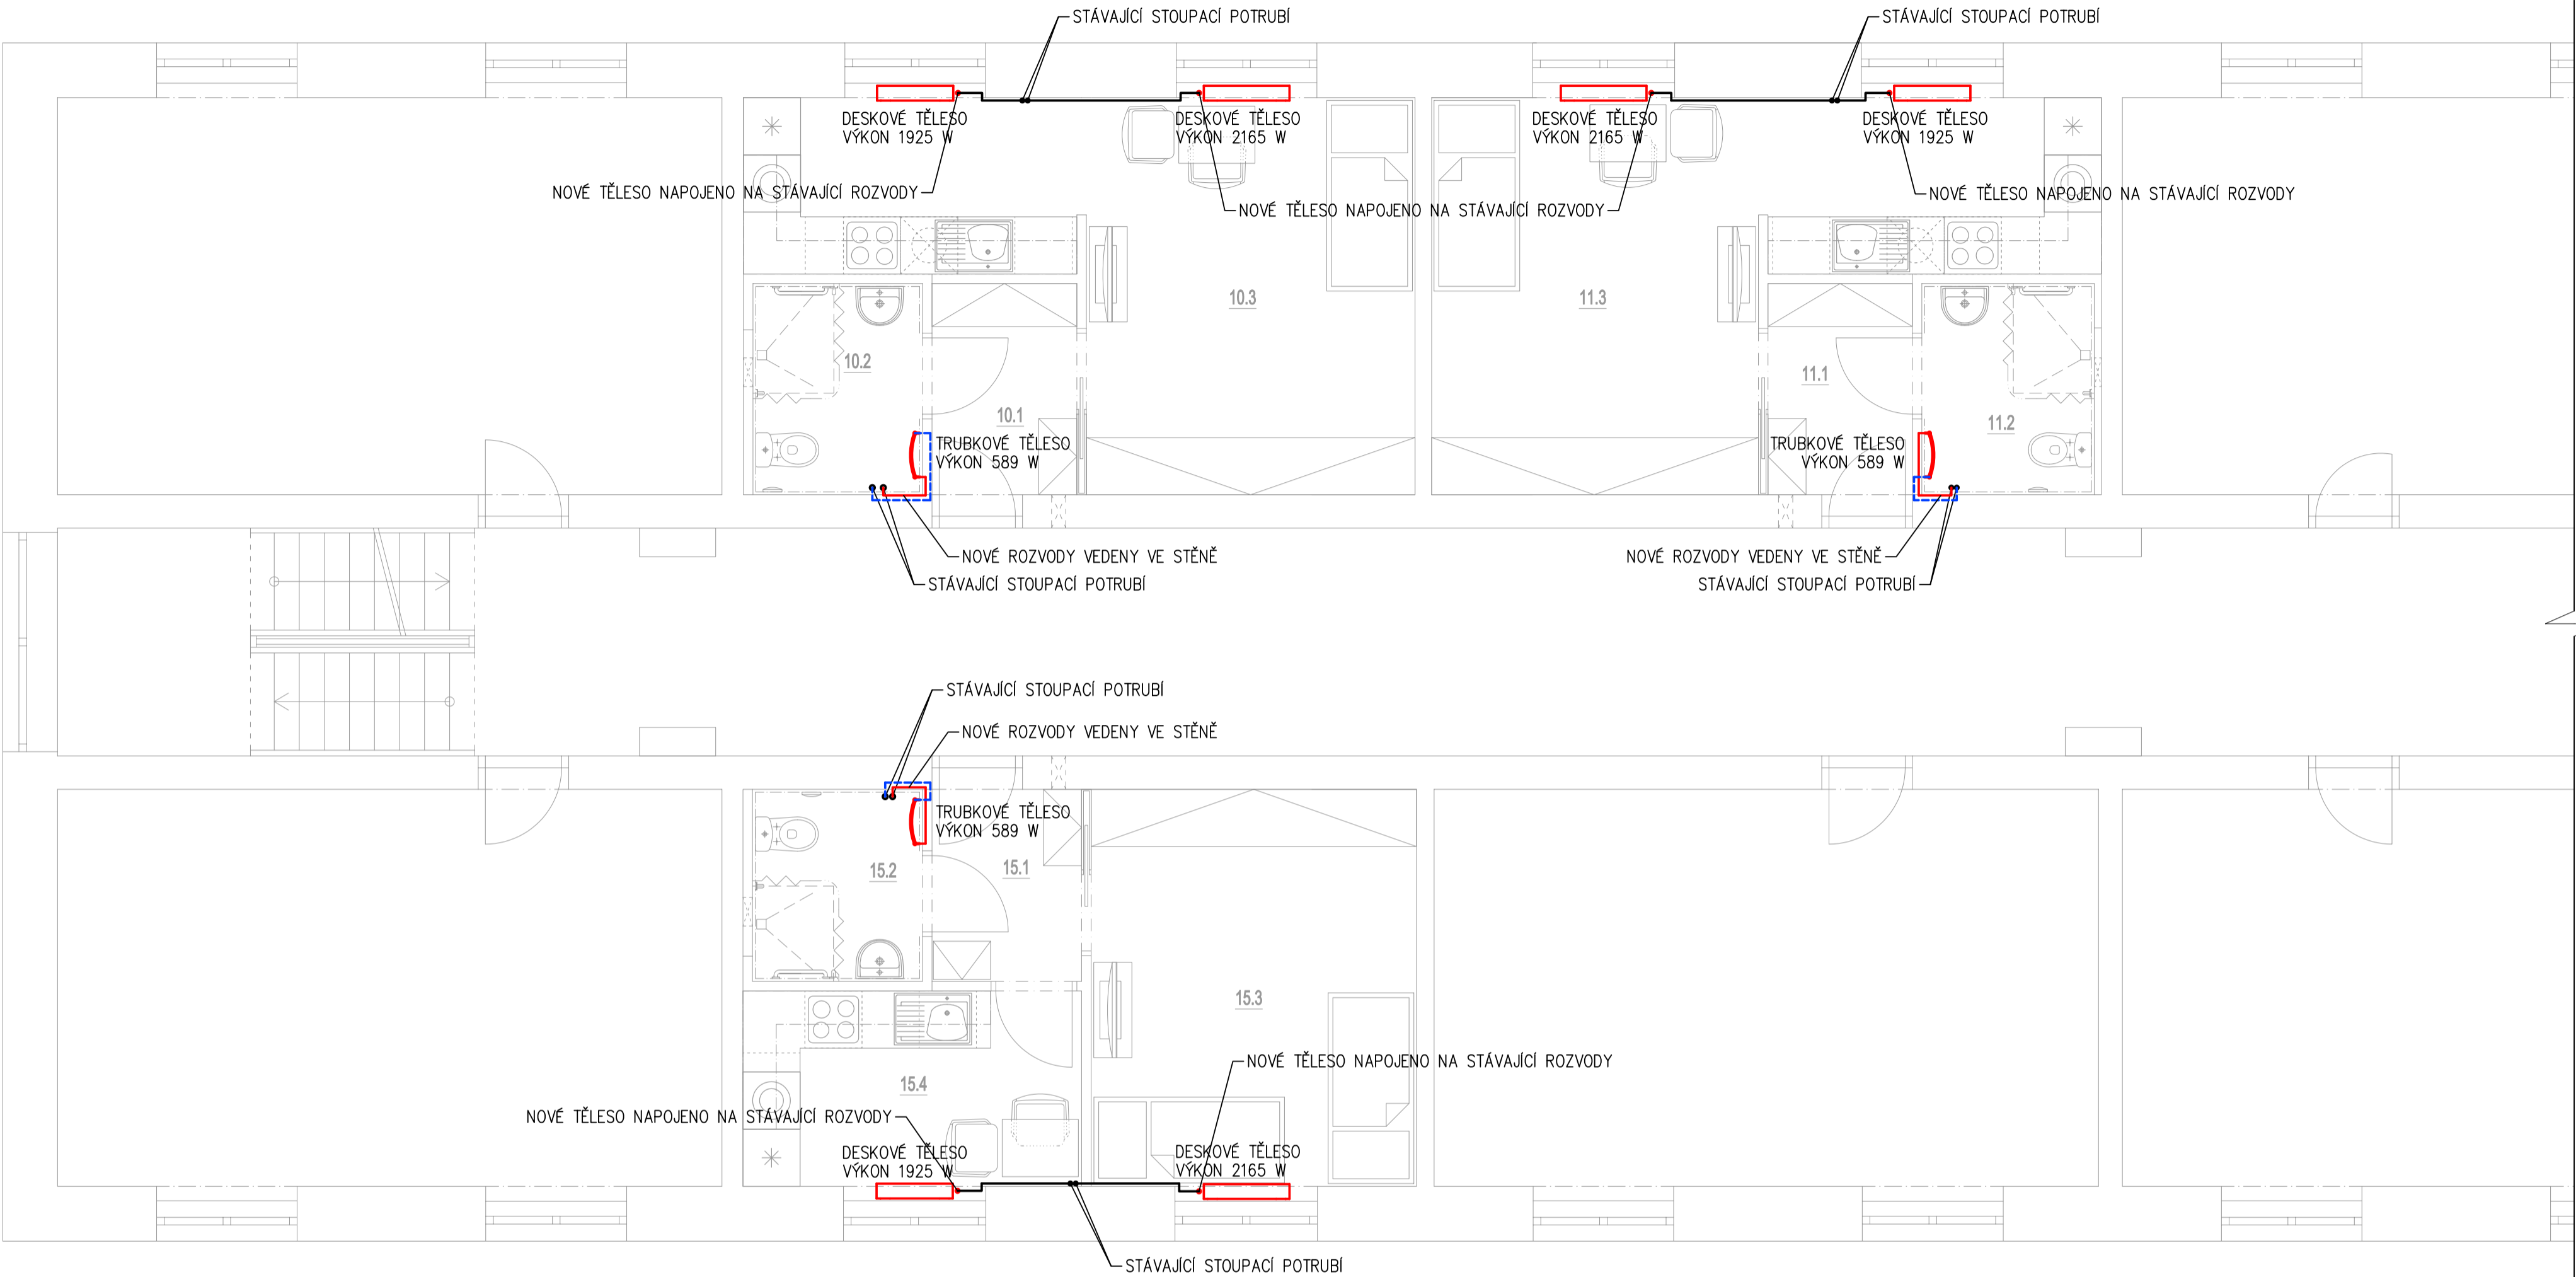 STÁVAJÍCÍ STOUPACÍ POTRUBÍ
STÁVAJÍCÍ STOUPACÍ POTRUBÍ
DESKOVÉ TĚLESO
VÝKON 1925 W
DESKOVÉ TĚLESO
VÝKON 2165 W
DESKOVÉ TĚLESO
VÝKON 2165 W
DESKOVÉ TĚLESO
VÝKON 1925 W
NOVÉ TĚLESO NAPOJENO NA STÁVAJÍCÍ ROZVODY
NOVÉ TĚLESO NAPOJENO NA STÁVAJÍCÍ ROZVODY
NOVÉ TĚLESO NAPOJENO NA STÁVAJÍCÍ ROZVODY
10.3
11.3
10.2
11.1
10.1
11.2
TRUBKOVÉ TĚLESO
VÝKON 589 W
TRUBKOVÉ TĚLESO
VÝKON 589 W
NOVÉ ROZVODY VEDENY VE STĚNĚ
STÁVAJÍCÍ STOUPACÍ POTRUBÍ
NOVÉ ROZVODY VEDENY VE STĚNĚ
STÁVAJÍCÍ STOUPACÍ POTRUBÍ
STÁVAJÍCÍ STOUPACÍ POTRUBÍ
NOVÉ ROZVODY VEDENY VE STĚNĚ
TRUBKOVÉ TĚLESO
VÝKON 589 W
15.2
15.1
15.3
15.4
NOVÉ TĚLESO NAPOJENO NA STÁVAJÍCÍ ROZVODY
NOVÉ TĚLESO NAPOJENO NA STÁVAJÍCÍ ROZVODY
DESKOVÉ TĚLESO
VÝKON 1925 W
DESKOVÉ TĚLESO
VÝKON 2165 W
STÁVAJÍCÍ STOUPACÍ POTRUBÍ